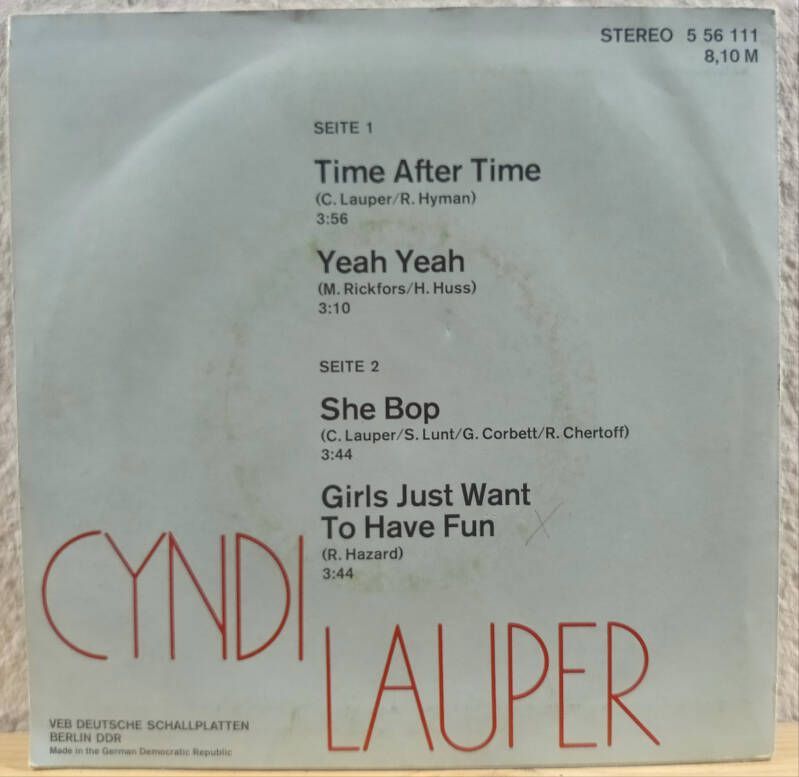 STEREO 5 56 111
8,10 M
SEITE 1
Time After Time
(C. Lauper/R. Hyman)
3:56
Yeah Yeah
(M. Rickfors/H. Huss)
3:10
SEITE 2
She Bop
(C. Lauper/S. Lunt/G. Corbett/R. Chertoff)
3:44
Girls Just Want
To Have Fun
(R. Hazard)
3:44
CYNDI
LAUPER
VEB DEUTSCHE SCHALLPLATTEN
BERLIN DDR
Made in the German Democratic Republic